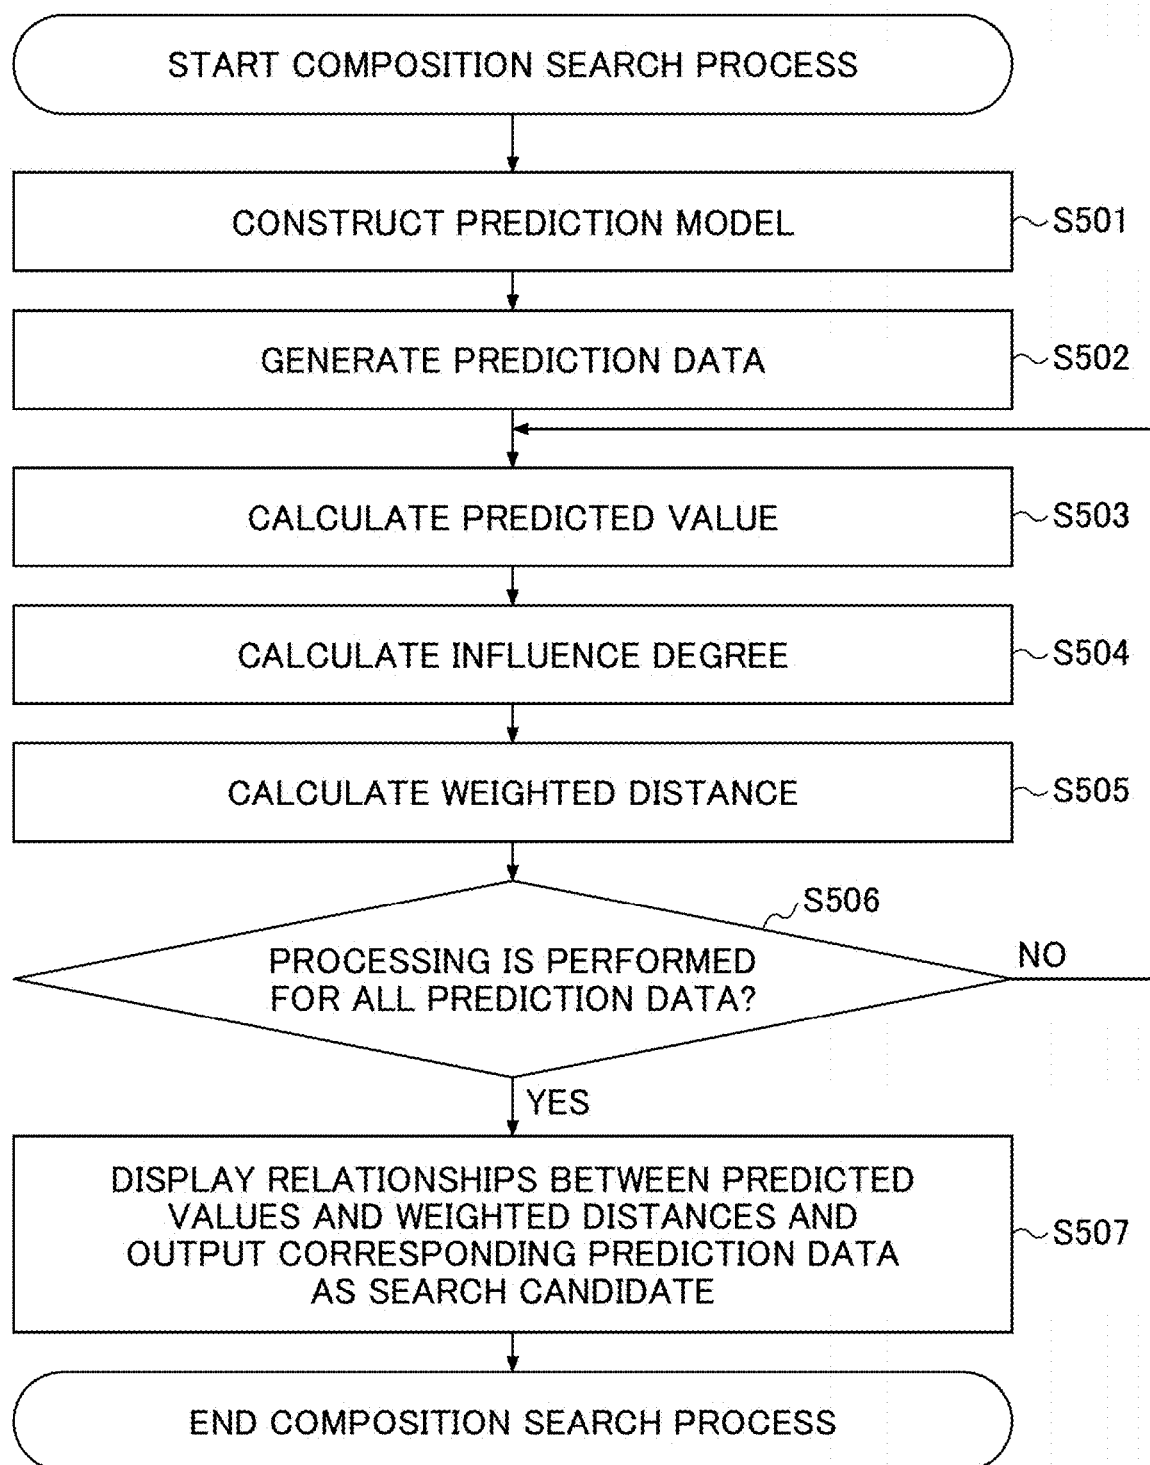 START COMPOSITION SEARCH PROCESS
CONSTRUCT PREDICTION MODEL
S501
GENERATE PREDICTION DATA
S502
CALCULATE PREDICTED VALUE
S503
CALCULATE INFLUENCE DEGREE
S504
CALCULATE WEIGHTED DISTANCE
S505
S506
PROCESSING IS PERFORMED
FOR ALL PREDICTION DATA?
NO
YES
DISPLAY RELATIONSHIPS BETWEEN PREDICTED
VALUES AND WEIGHTED DISTANCES AND
OUTPUT CORRESPONDING PREDICTION DATA
AS SEARCH CANDIDATE
S507
END COMPOSITION SEARCH PROCESS